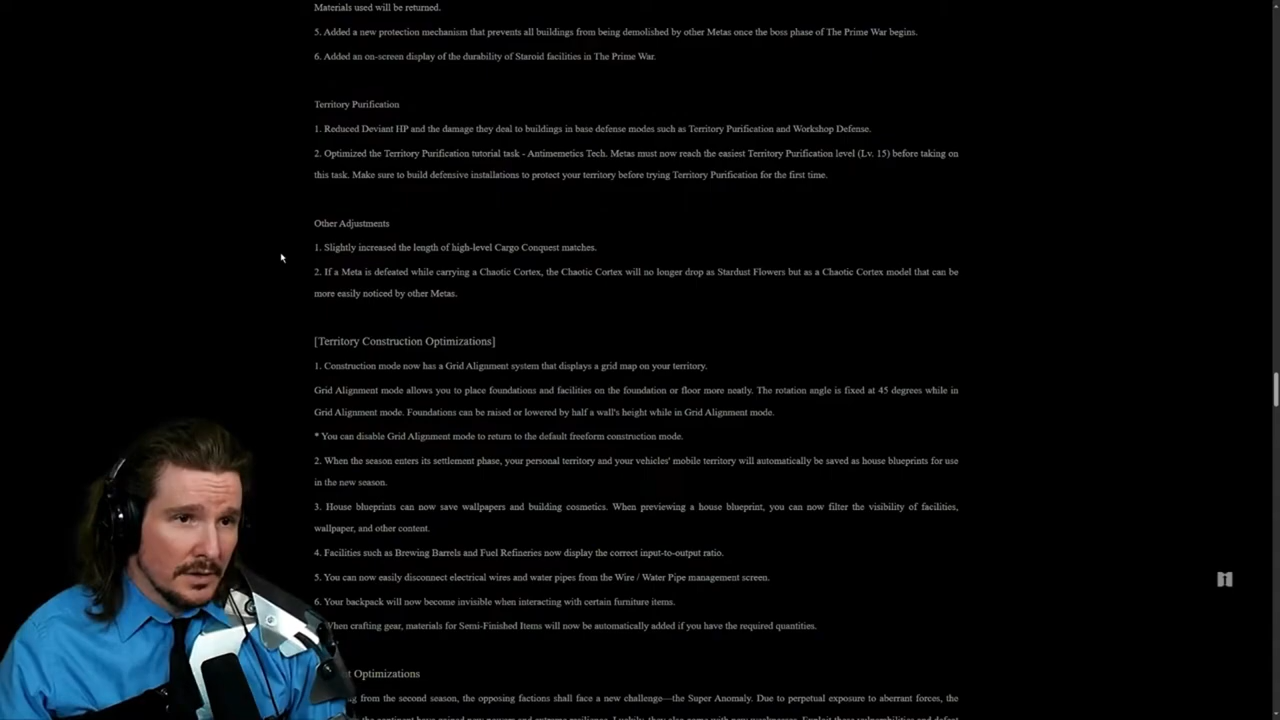 Materials used will be returned.
5. Added a new protection mechanism that prevents all buildings from being demolished by other Metas once the boss phase of The Prime War begins.
6. Added an on-screen display of the durability of Staroid facilities in The Prime War.
Territory Purification
1. Reduced Deviant HP and the damage they deal to buildings in base defense modes such as Territory Purification and Workshop Defense.
2. Optimized the Territory Purification tutorial task - Antimemetics Tech. Metas must now reach the easiest Territory Purification level (Lv. 15) before taking on
this task. Make sure to build defensive installations to protect your territory before trying Territory Purification for the first time.
Other Adjustments
1. Slightly increased the length of high-level Cargo Conquest matches.
2. If a Meta is defeated while carrying a Chaotic Cortex, the Chaotic Cortex will no longer drop as Stardust Flowers but as a Chaotic Cortex model that can be
more easily noticed by other Metas.
[Territory Construction Optimizations]
1. Construction mode now has a Grid Alignment system that displays a grid map on your territory.
Grid Alignment mode allows you to place foundations and facilities on the foundation or floor more neatly. The rotation angle is fixed at 45 degrees while in
Grid Alignment mode. Foundations can be raised or lowered by half a wall's height while in Grid Alignment mode.
* You can disable Grid Alignment mode to return to the default freeform construction mode.
2. When the season enters its settlement phase, your personal territory and your vehicles' mobile territory will automatically be saved as house blueprints for use
in the new season.
3. House blueprints can now save wallpapers and building cosmetics. When previewing a house blueprint, you can now filter the visibility of facilities,
wallpaper, and other content.
4. Facilities such as Brewing Barrels and Fuel Refineries now display the correct input-to-output ratio.
5. You can now easily disconnect electrical wires and water pipes from the Wire / Water Pipe management screen.
6. Your backpack will now become invisible when interacting with certain furniture items.
When crafting gear, materials for Semi-Finished Items will now be automatically added if you have the required quantities.
Optimizations
from the second season, the opposing factions shall face a new challenge—the Super Anomaly. Due to perpetual exposure to aberrant forces, the